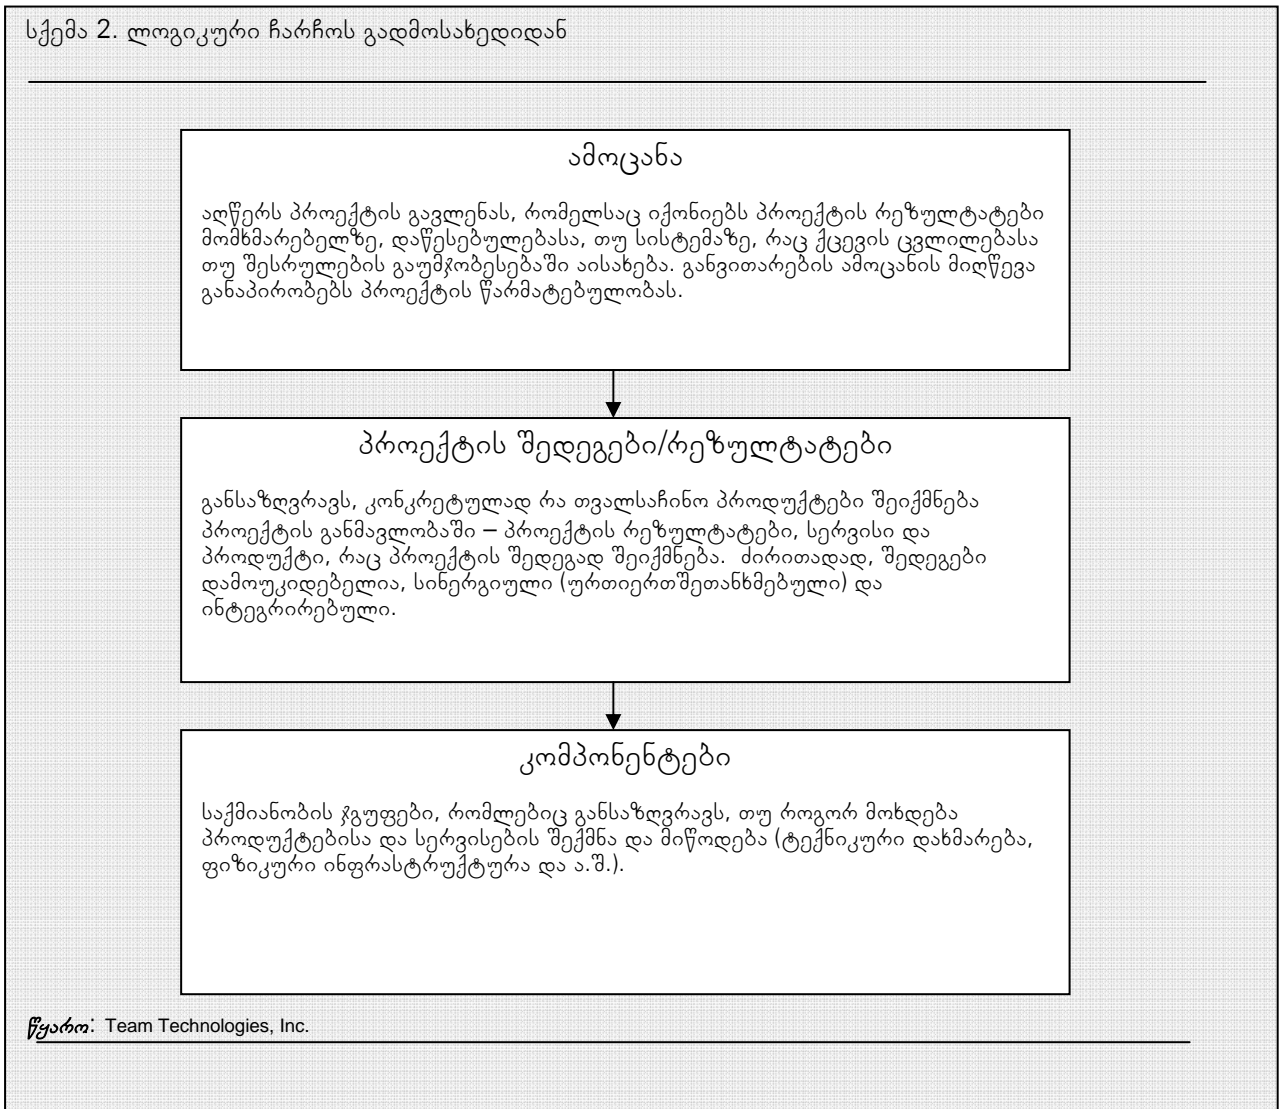 სქემა 2. ლოგიკური ჩარჩოს გადმოსახედიდან
ამოცანა
აღწერს პროექტის გავლენას, რომელსაც იქონიებს პროექტის რეზულტატები
მომხმარებელზე, დაწესებულებასა, თუ სისტემაზე, რაც ქცევის ცვლილებასა
თუ შესრულების გაუმჯობესებაში აისახება. განვითარების ამოცანის მიღწევა
განაპირობებს პროექტის წარმატებულობას.
პროექტის შედეგები/რეზულტატები
განსაზღვრავს, კონკრეტულად რა თვალსაჩინო პროდუქტები შეიქმნება
პროექტის განმავლობაში – პროექტის რეზულტატები, სერვისი და
პროდუქტი, რაც პროექტის შედეგად შეიქმნება.  ძირითადად, შედეგები
დამოუკიდებელია, სინერგიული (ურთიერთშეთანხმებული) და
ინტეგრირებული.
კომპონენტები
საქმიანობის ჯგუფები, რომლებიც განსაზღვრავს, თუ როგორ მოხდება
პროდუქტებისა და სერვისების შექმნა და მიწოდება (ტექნიკური დახმარება,
ფიზიკური ინფრასტრუქტურა და ა.შ.).
წყარო: Team Technologies, Inc.